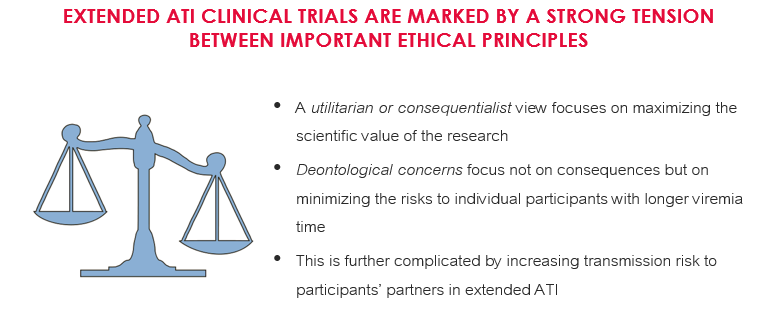 EXTENDED ATI CLINICAL TRIALS ARE MARKED BY A STRONG TENSION
BETWEEN IMPORTANT ETHICAL PRINCIPLES
• A utilitarian or consequentialist view focuses on maximizing the
scientific value of the research
• Deontological concerns focus not on consequences but on
minimizing the risks to individual participants with longer viremia
time
• This is further complicated by increasing transmission risk to
participants' partners in extended ATI